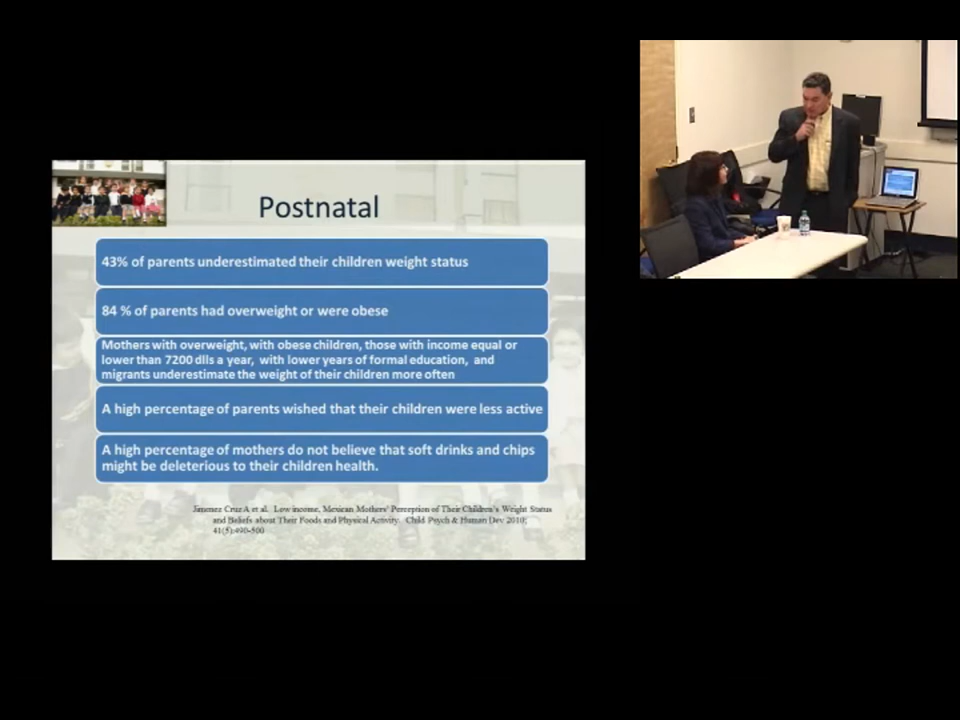 Postnatal
43% of parents underestimated their children weight status
84 % of parents had overweight or were obese
Mothers with overweight, with obese children, those with income equal or
lower than 7200 dlls a year, with lower years of formal education, and
migrants underestimate the weight of their children more often
A high percentage of parents wished that their children were less active
A high percentage of mothers do not believe that soft drinks and chips
might be deleterious to their children health.
Jimenez Cruz A et al. Low income, Mexican Mothers' Perception of Their Children's Weight Status
and Beliefs about Their Foods and Physical Activity. Child Psych & Human Dev 2010;
41(5):490-500